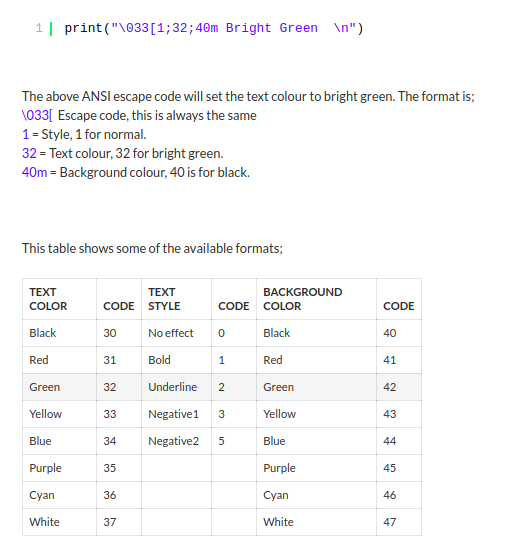 1 print("\033[1;32;40m Bright Green  \n")
The above ANSI escape code will set the text colour to bright green. The format is;
\033[  Escape code, this is always the same
1 = Style, 1 for normal.
32 = Text colour, 32 for bright green.
40m = Background colour, 40 is for black.
This table shows some of the available formats;
TEXT COLOR CODE TEXT STYLE CODE BACKGROUND COLOR CODE
Black 30 No effect 0 Black 40
Red 31 Bold 1 Red 41
Green 32 Underline 2 Green 42
Yellow 33 Negative1 3 Yellow 43
Blue 34 Negative2 5 Blue 44
Purple 35 Purple 45
Cyan 36 Cyan 46
White 37 White 47